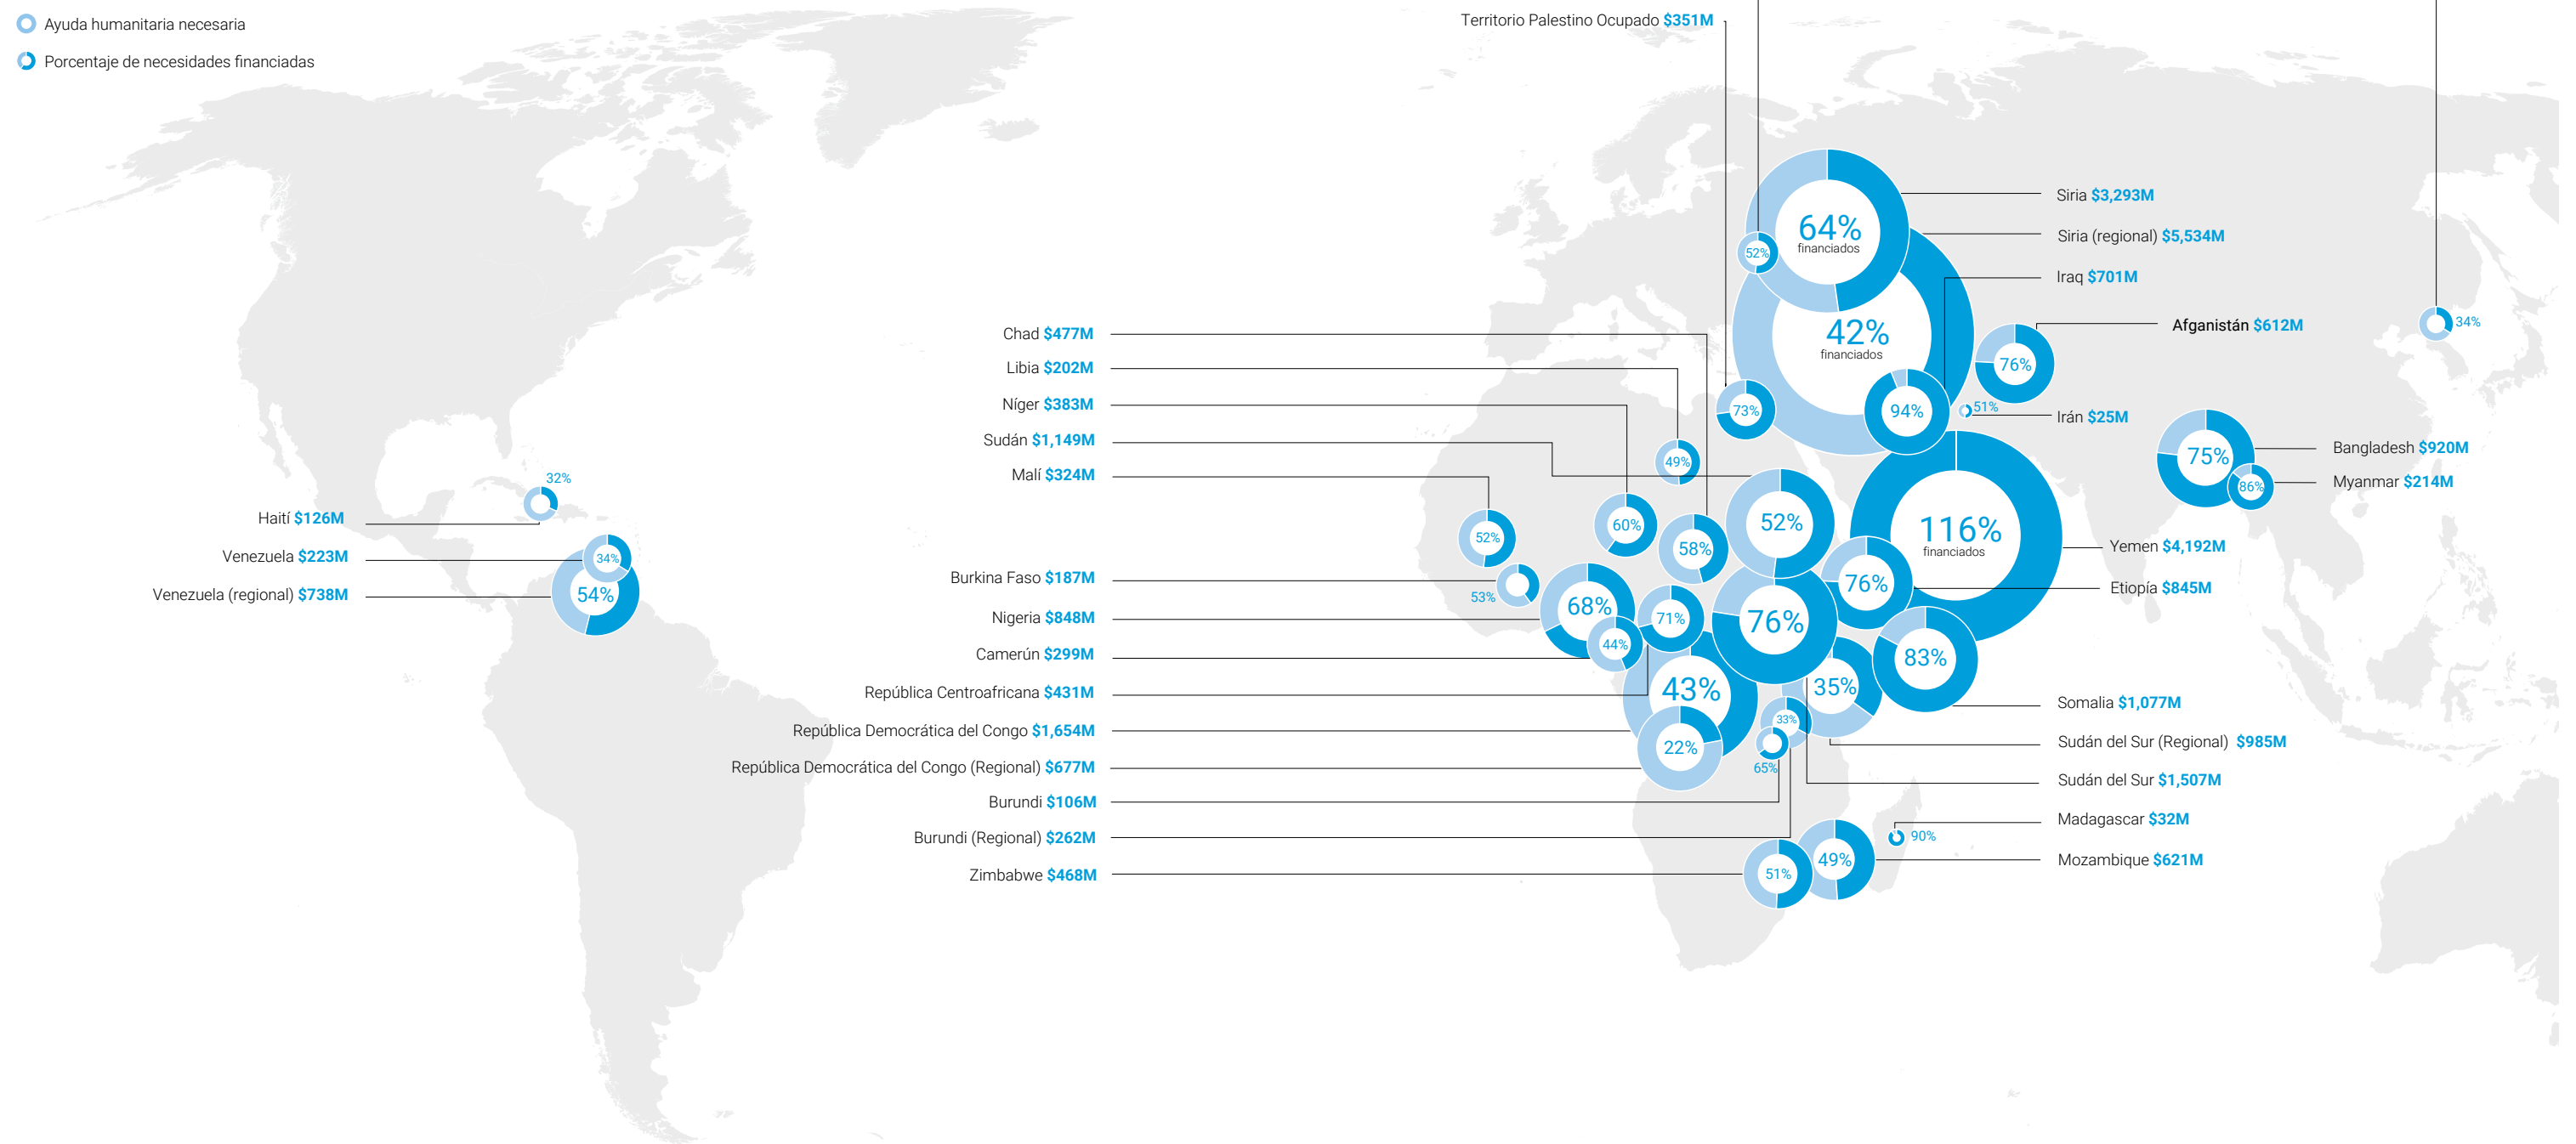 Ayuda humanitaria necesaria
Porcentaje de necesidades financiadas
Territorio Palestino Ocupado $351M
64%
financiados
52%
42%
financiados
Siria $3,293M
Siria (regional) $5,534M
Iraq $701M
Afganistán $612M
76%
34%
73%
94%
51%
Irán $25M
75%
Bangladesh $920M
86%
Myanmar $214M
Chad $477M
Libia $202M
Níger $383M
Sudán $1,149M
Malí $324M
49%
60%
52%
58%
52%
116%
financiados
Yemen $4,192M
76%
Etiopía $845M
32%
Haití $126M
Venezuela $223M
34%
Venezuela (regional) $738M
54%
Burkina Faso $187M
53%
Nigeria $848M
68%
71%
76%
Camerún $299M
44%
83%
República Centroafricana $431M
43%
35%
Somalia $1,077M
República Democrática del Congo $1,654M
33%
Sudán del Sur (Regional) $985M
22%
República Democrática del Congo (Regional) $677M
65%
Sudán del Sur $1,507M
Burundi $106M
Madagascar $32M
Burundi (Regional) $262M
90%
49%
Mozambique $621M
Zimbabwe $468M
51%